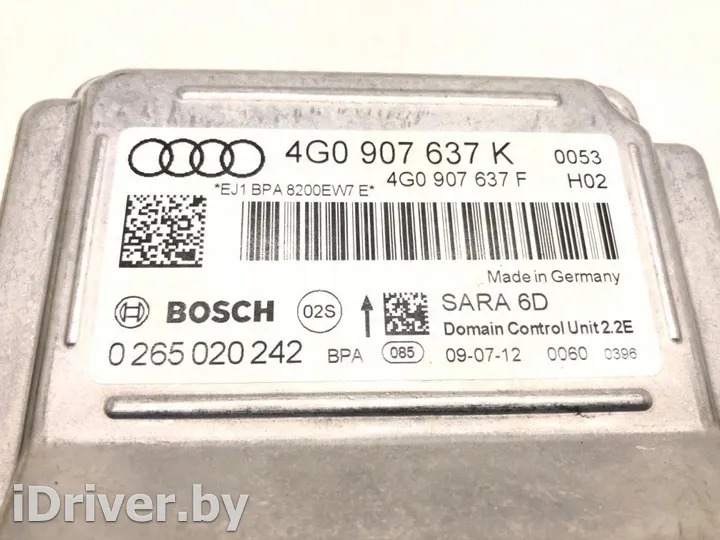 4G0 907 637 K 0053
*EJ1 BPA 8200EW7 E* 4G0 907 637 F H02
Made in Germany
BOSCH 02S SARA 6D
Domain Control Unit 2.2E
0 265 020 242 BPA 085 09-07-12 0060 0396
iDriver.by